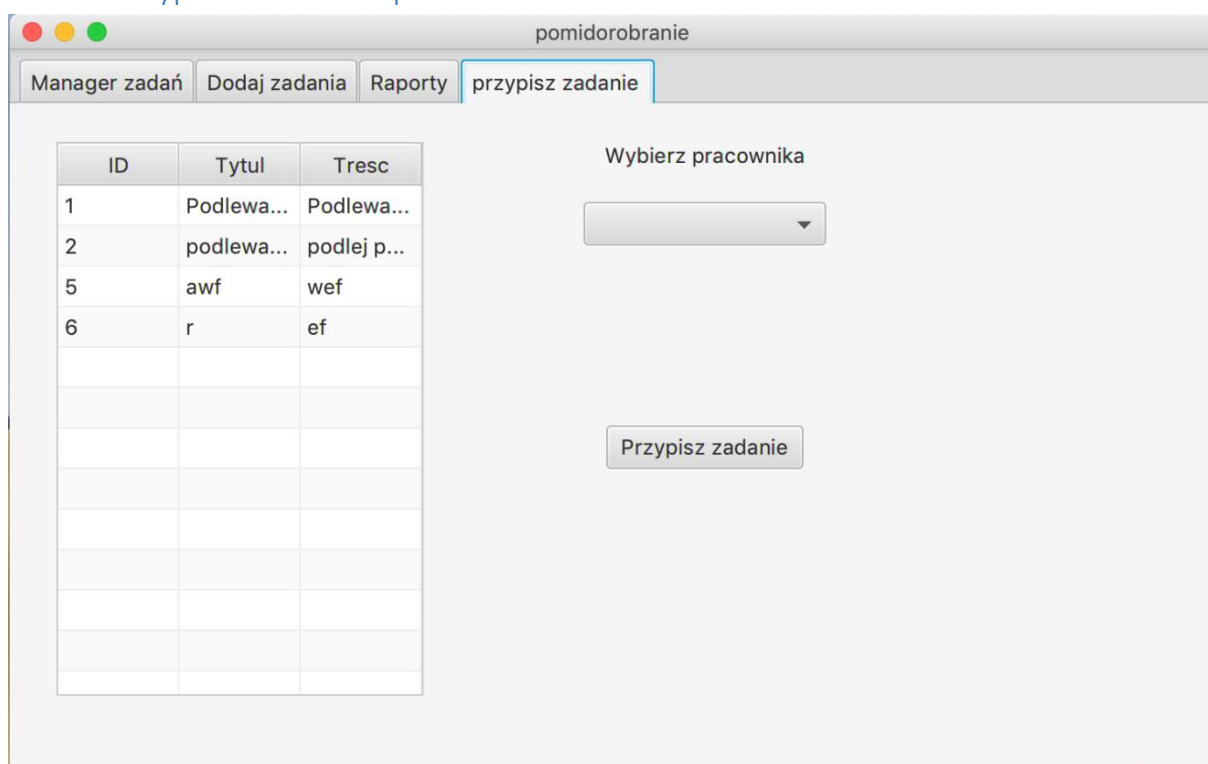 pomidorobranie
Manager zadań Dodaj zadania Raporty przypisz zadanie
ID Tytul Tresc
1 Podlewa... Podlewa...
2 podlewa... podlej p...
5 awf wef
6 r ef
Wybierz pracownika
Przypisz zadanie